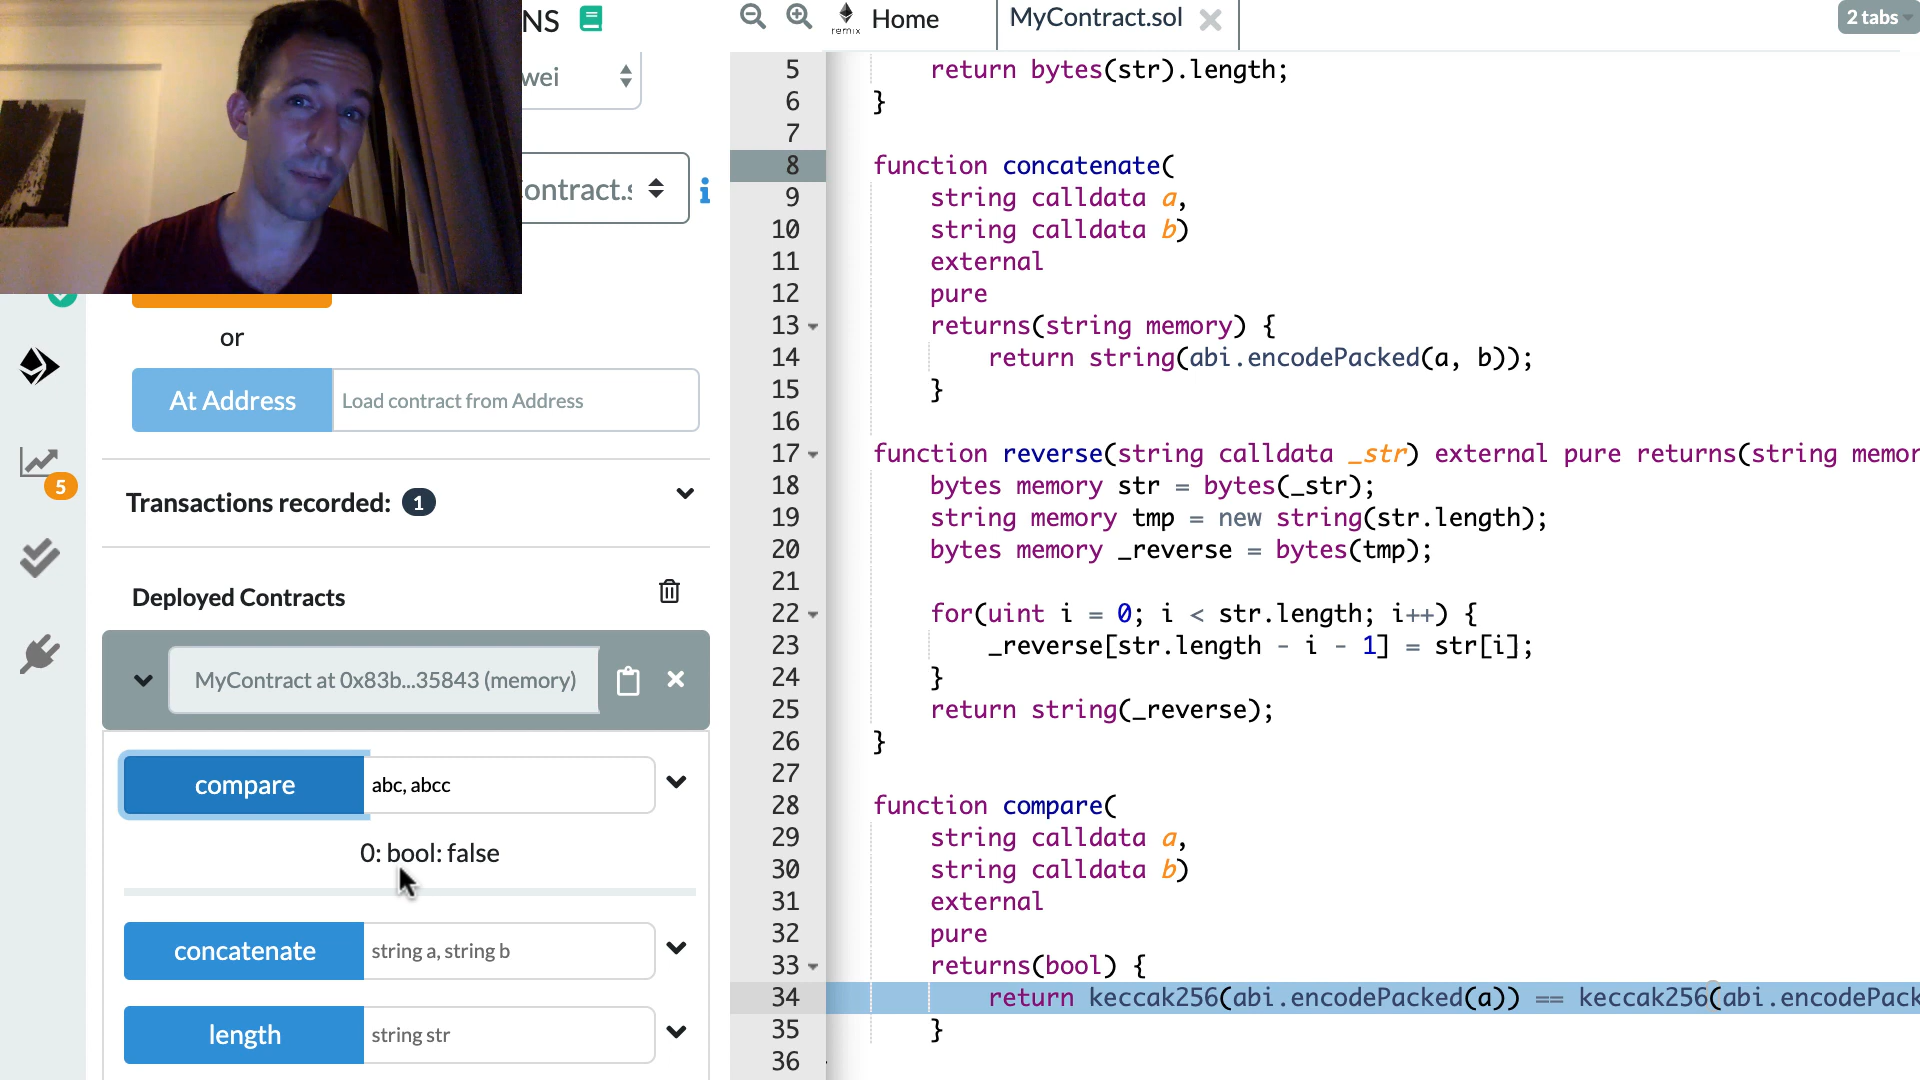 NS
wei
ontract.s
or
At Address
Load contract from Address
5
Transactions recorded: 1
Deployed Contracts
MyContract at 0x83b...35843 (memory)
compare
abc, abcc
0: bool: false
concatenate
string a, string b
length
string str
remix
Home
MyContract.sol
2 tabs
5 return bytes(str).length;
6 }
7
8 function concatenate(
9 string calldata a,
10 string calldata b)
11 external
12 pure
13 returns(string memory) {
14 return string(abi.encodePacked(a, b));
15 }
16
17 function reverse(string calldata _str) external pure returns(string memor
18 bytes memory str = bytes(_str);
19 string memory tmp = new string(str.length);
20 bytes memory _reverse = bytes(tmp);
21
22 for(uint i = 0; i < str.length; i++) {
23 _reverse[str.length - i - 1] = str[i];
24 }
25 return string(_reverse);
26 }
27
28 function compare(
29 string calldata a,
30 string calldata b)
31 external
32 pure
33 returns(bool) {
34 return keccak256(abi.encodePacked(a)) == keccak256(abi.encodePack
35 }
36